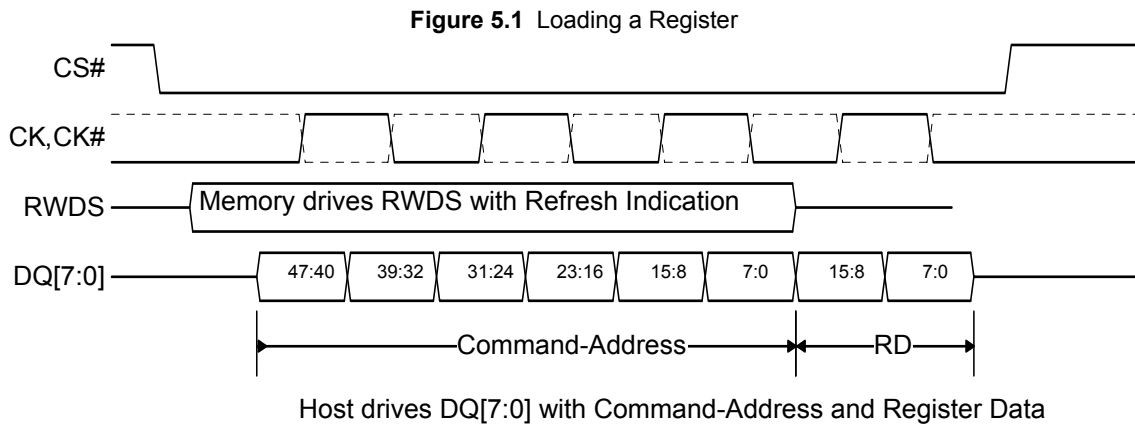 Figure 5.1 Loading a Register
CS#
CK,CK#
RWDS
Memory drives RWDS with Refresh Indication
DQ[7:0]
47:40 39:32 31:24 23:16 15:8 7:0 15:8 7:0
Command-Address
RD
Host drives DQ[7:0] with Command-Address and Register Data